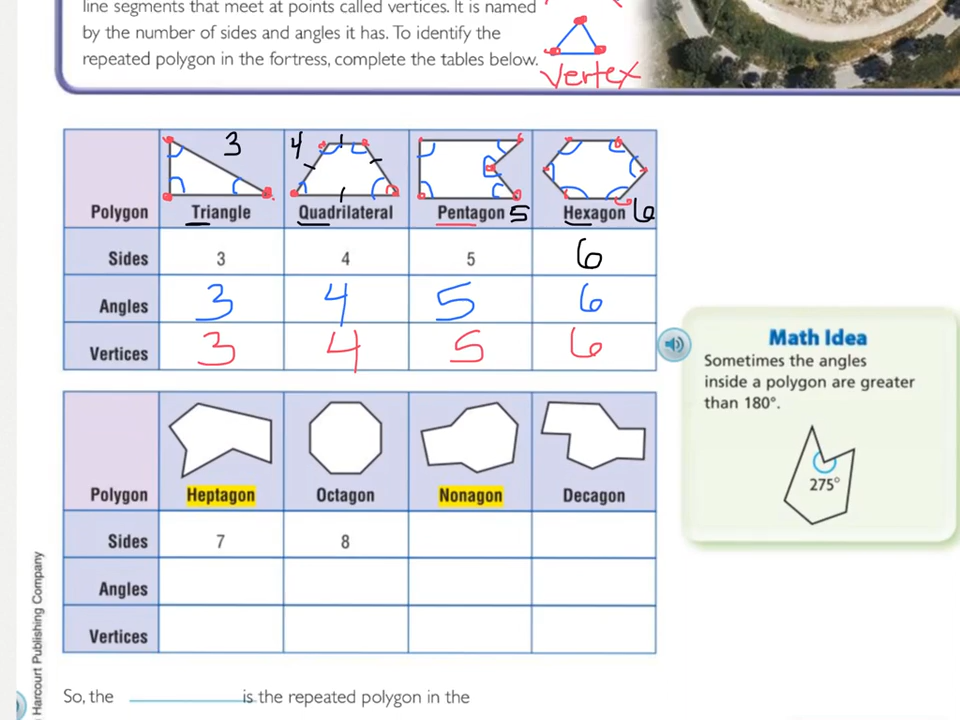 line segments that meet at points called vertices. It is named
by the number of sides and angles it has. To identify the
repeated polygon in the fortress, complete the tables below.
vertex
3 4
Polygon Triangle Quadrilateral Pentagon 5 Hexagon 6
Sides 3 4 5 6
Angles 3 4 5 6
Vertices 3 4 5 6
Math Idea
Sometimes the angles
inside a polygon are greater
than 180°.
275°
Polygon Heptagon Octagon Nonagon Decagon
Sides 7 8
Angles
Vertices
Harcourt Publishing Company
So, the ___________ is the repeated polygon in the